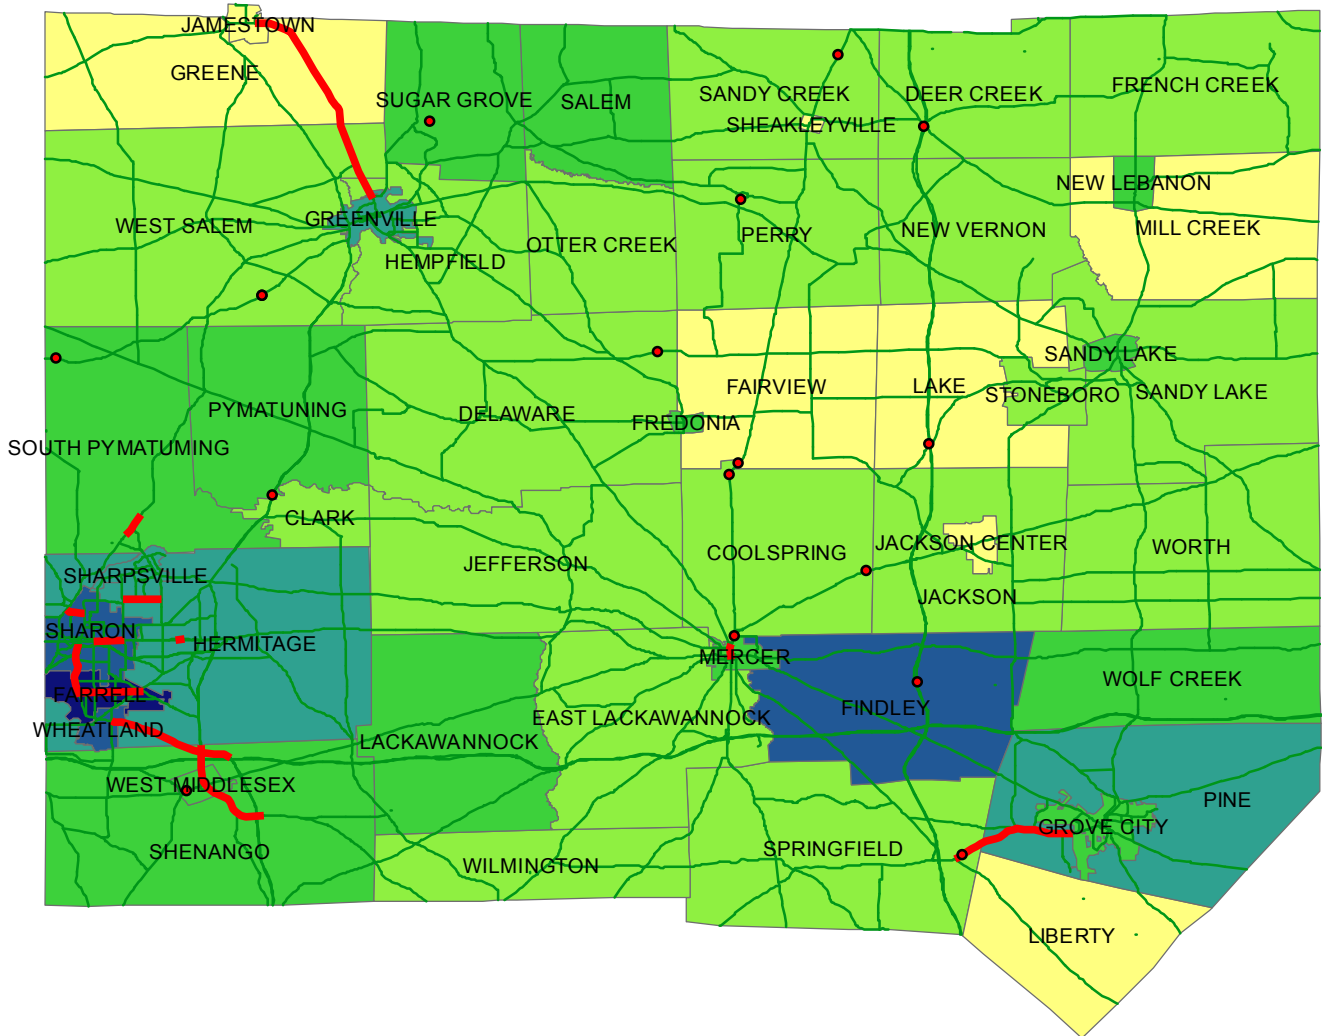 JAMESTOWN
GREENE
SUGAR GROVE
SALEM
SANDY CREEK
DEER CREEK
FRENCH CREEK
SHEAKLEYVILLE
NEW LEBANON
WEST SALEM
GREENVILLE
HEMPFIELD
OTTER CREEK
PERRY
NEW VERNON
MILL CREEK
SANDY LAKE
FAIRVIEW
LAKE
STONEBORO
SANDY LAKE
PYMATUNING
DELAWARE
FREDONIA
SOUTH PYMATUMING
CLARK
JEFFERSON
COOLSPRING
JACKSON CENTER
WORTH
SHARPSVILLE
JACKSON
SHARON
HERMITAGE
MERCER
WOLF CREEK
FARRELL
FINDLEY
WHEATLAND
LACKAWANNOCK
EAST LACKAWANNOCK
WEST MIDDLESEX
PINE
GROVE CITY
SHENANGO
WILMINGTON
SPRINGFIELD
LIBERTY